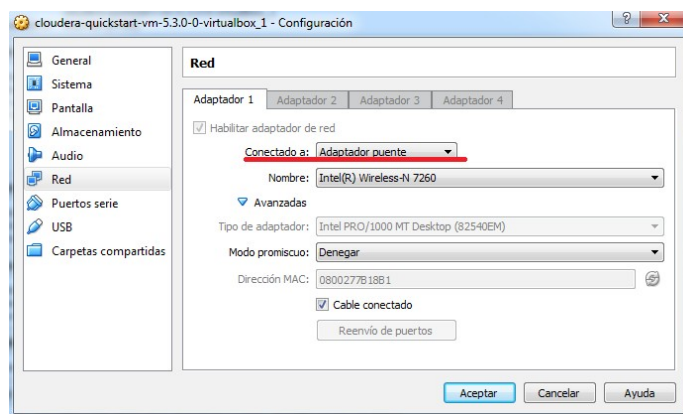 cloudera-quickstart-vm-5.3.0-0-virtualbox_1 - Configuración
General
Sistema
Pantalla
Almacenamiento
Audio
Red
Puertos serie
USB
Carpetas compartidas
Red
Adaptador 1 Adaptador 2 Adaptador 3 Adaptador 4
Habilitar adaptador de red
Conectado a: Adaptador puente
Nombre: Intel(R) Wireless-N 7260
Avanzadas
Tipo de adaptador: Intel PRO/1000 MT Desktop (82540EM)
Modo promiscuo: Denegar
Dirección MAC: 0800277B18B1
Cable conectado
Reenvío de puertos
Aceptar Cancelar Ayuda